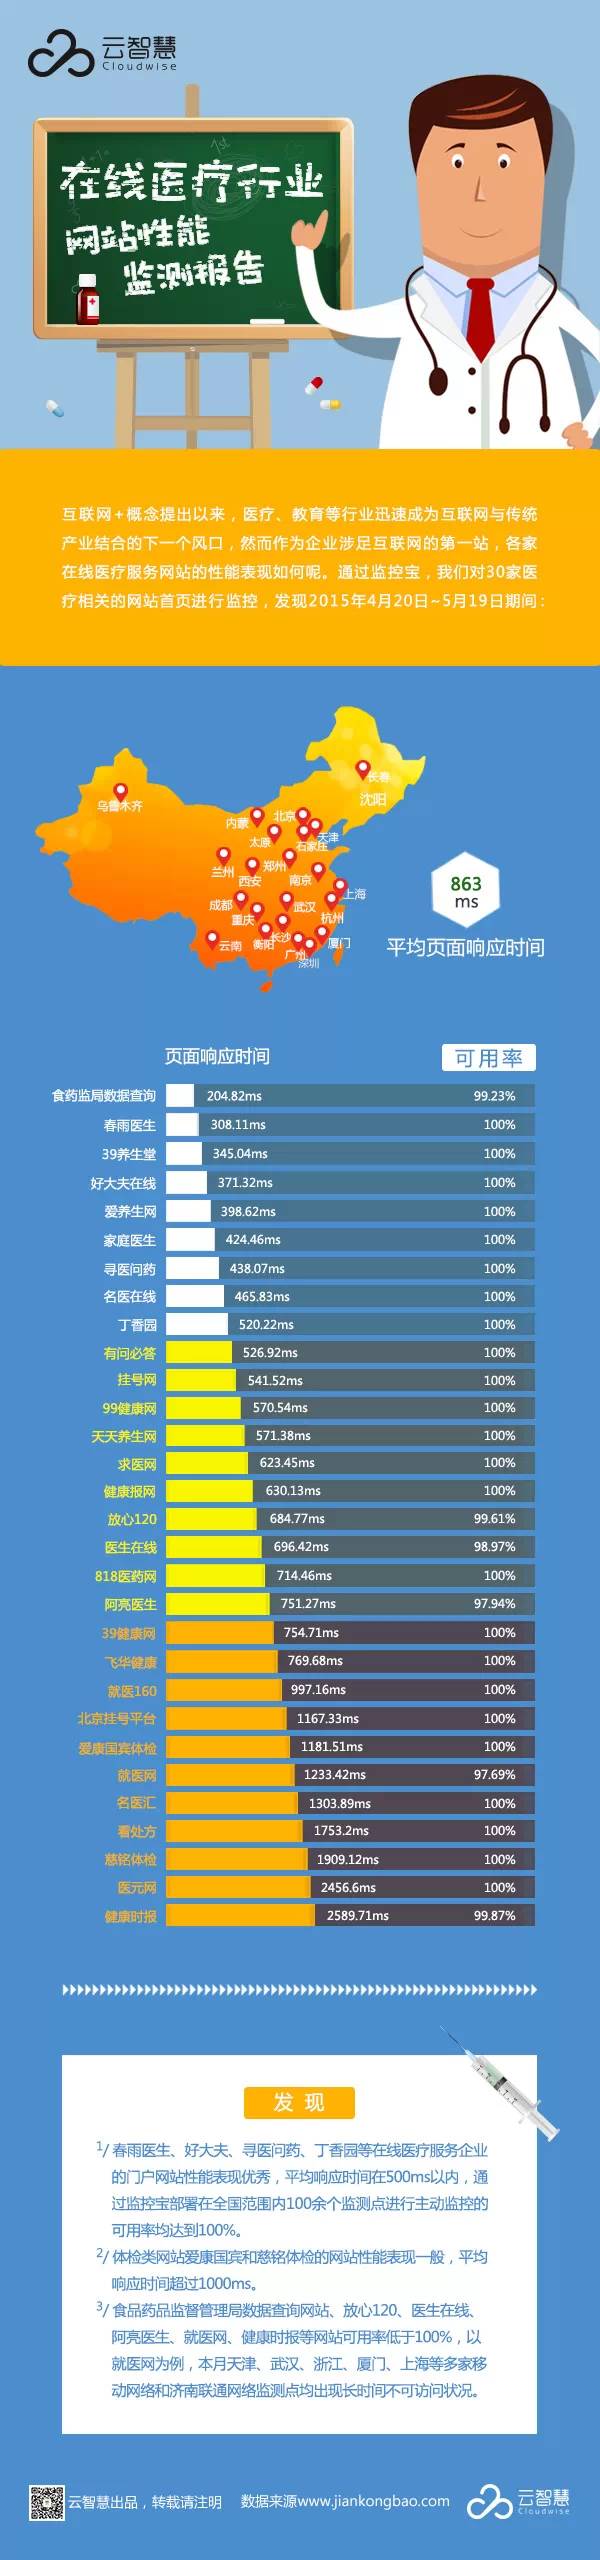 云智慧
Cloudwise
在线医疗行业
网站性能
监测报告
互联网+概念提出以来，医疗、教育等行业迅速成为互联网与传统
产业结合的下一个风口，然而作为企业涉足互联网的第一站，各家
在线医疗服务网站的性能表现如何呢。通过监控宝，我们对30家医
疗相关的网站首页进行监控，发现2015年4月20日~5月19日期间：
长春
沈阳
乌鲁木齐
内蒙
北京
天津
太原
石家庄
兰州
西安
郑州
南京
上海
成都
重庆
武汉
杭州
云南
衡阳
长沙
厦门
广州
深圳
863
ms
平均页面响应时间
页面响应时间 可用率
食药监局数据查询 204.82ms 99.23%
春雨医生 308.11ms 100%
39养生堂 345.04ms 100%
好大夫在线 371.32ms 100%
爱养生网 398.62ms 100%
家庭医生 424.46ms 100%
寻医问药 438.07ms 100%
名医在线 465.83ms 100%
丁香园 520.22ms 100%
有问必答 526.92ms 100%
挂号网 541.52ms 100%
99健康网 570.54ms 100%
天天养生网 571.38ms 100%
求医网 623.45ms 100%
健康报网 630.13ms 100%
放心120 684.77ms 99.61%
医生在线 696.42ms 98.97%
818医药网 714.46ms 100%
阿亮医生 751.27ms 97.94%
39健康网 754.71ms 100%
飞华健康 769.68ms 100%
就医160 997.16ms 100%
北京挂号平台 1167.33ms 100%
爱康国宾体检 1181.51ms 100%
就医网 1233.42ms 97.69%
名医汇 1303.89ms 100%
看处方 1753.2ms 100%
慈铭体检 1909.12ms 100%
医元网 2456.6ms 100%
健康时报 2589.71ms 99.87%
发现
1/ 春雨医生、好大夫、寻医问药、丁香园等在线医疗服务企业
的门户网站性能表现优秀，平均响应时间在500ms以内，通
过监控宝部署在全国范围内100余个监测点进行主动监控的
可用率均达到100%。
2/ 体检类网站爱康国宾和慈铭体检的网站性能表现一般，平均
响应时间超过1000ms。
3/ 食品药品监督管理局数据查询网站、放心120、医生在线、
阿亮医生、就医网、健康时报等网站可用率低于100%，以
就医网为例，本月天津、武汉、浙江、厦门、上海等多家移
动网络和济南联通网络监测点均出现长时间不可访问状况。
云智慧出品，转载请注明 数据来源www.jiankongbao.com
云智慧
Cloudwise